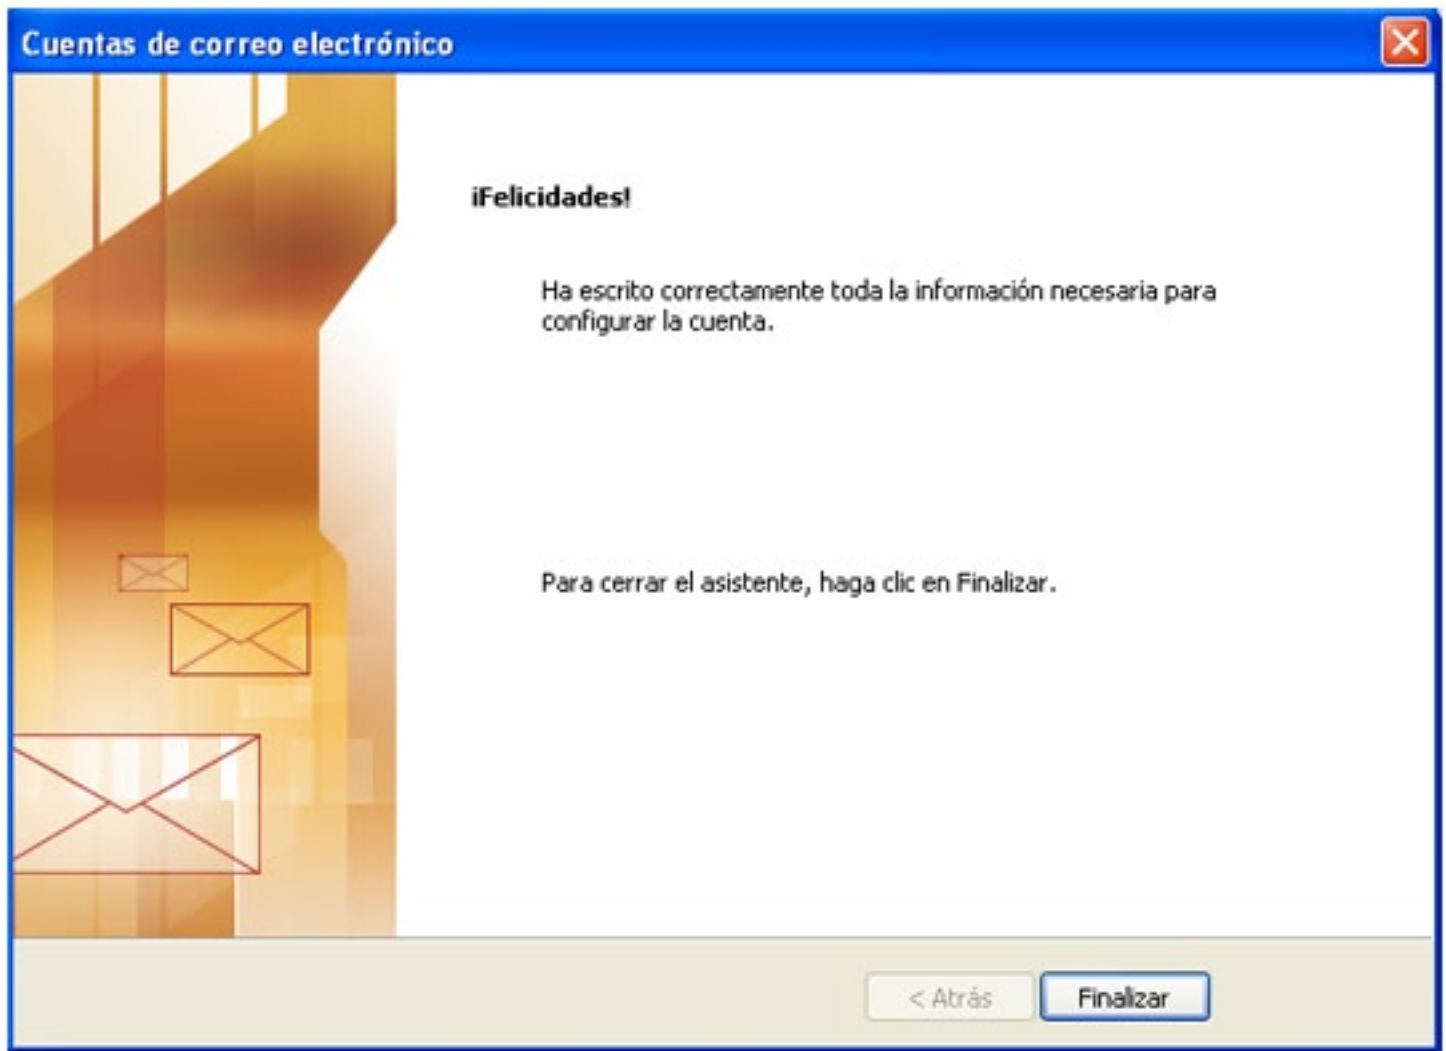 Cuentas de correo electrónico
¡Felicidades!
Ha escrito correctamente toda la información necesaria para
configurar la cuenta.
Para cerrar el asistente, haga clic en Finalizar.
< Atrás
Finalizar